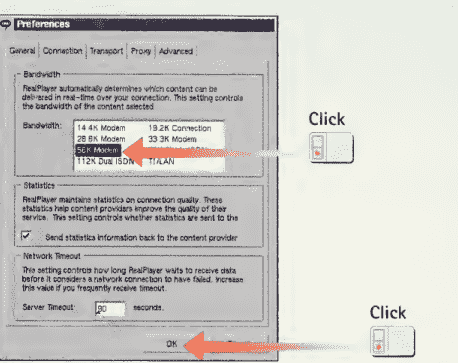 Preferences
General Connection Transport Proxy Advanced
Bandwidth
RealPlayer automatically determines which content can be
delivered in real-time over your connection. This setting controls
the bandwidth of the content selected
Bandwidth:
14.4K Modem 19.2K Connection
28.8K Modem 33.3K Modem
56K Modem
112K Dual ISDN T1/LAN
Click
Statistics
RealPlayer maintains statistics on connection quality. These
statistics help content providers improve the quality of their
service. This setting controls whether statistics are sent to the
Send statistics information back to the content provider
Network Timeout
This setting controls how long RealPlayer waits to receive data
before it considers a network connection to have failed. Increase
this value if you frequently receive timeout.
Server Timeout: 90 seconds.
Click
OK